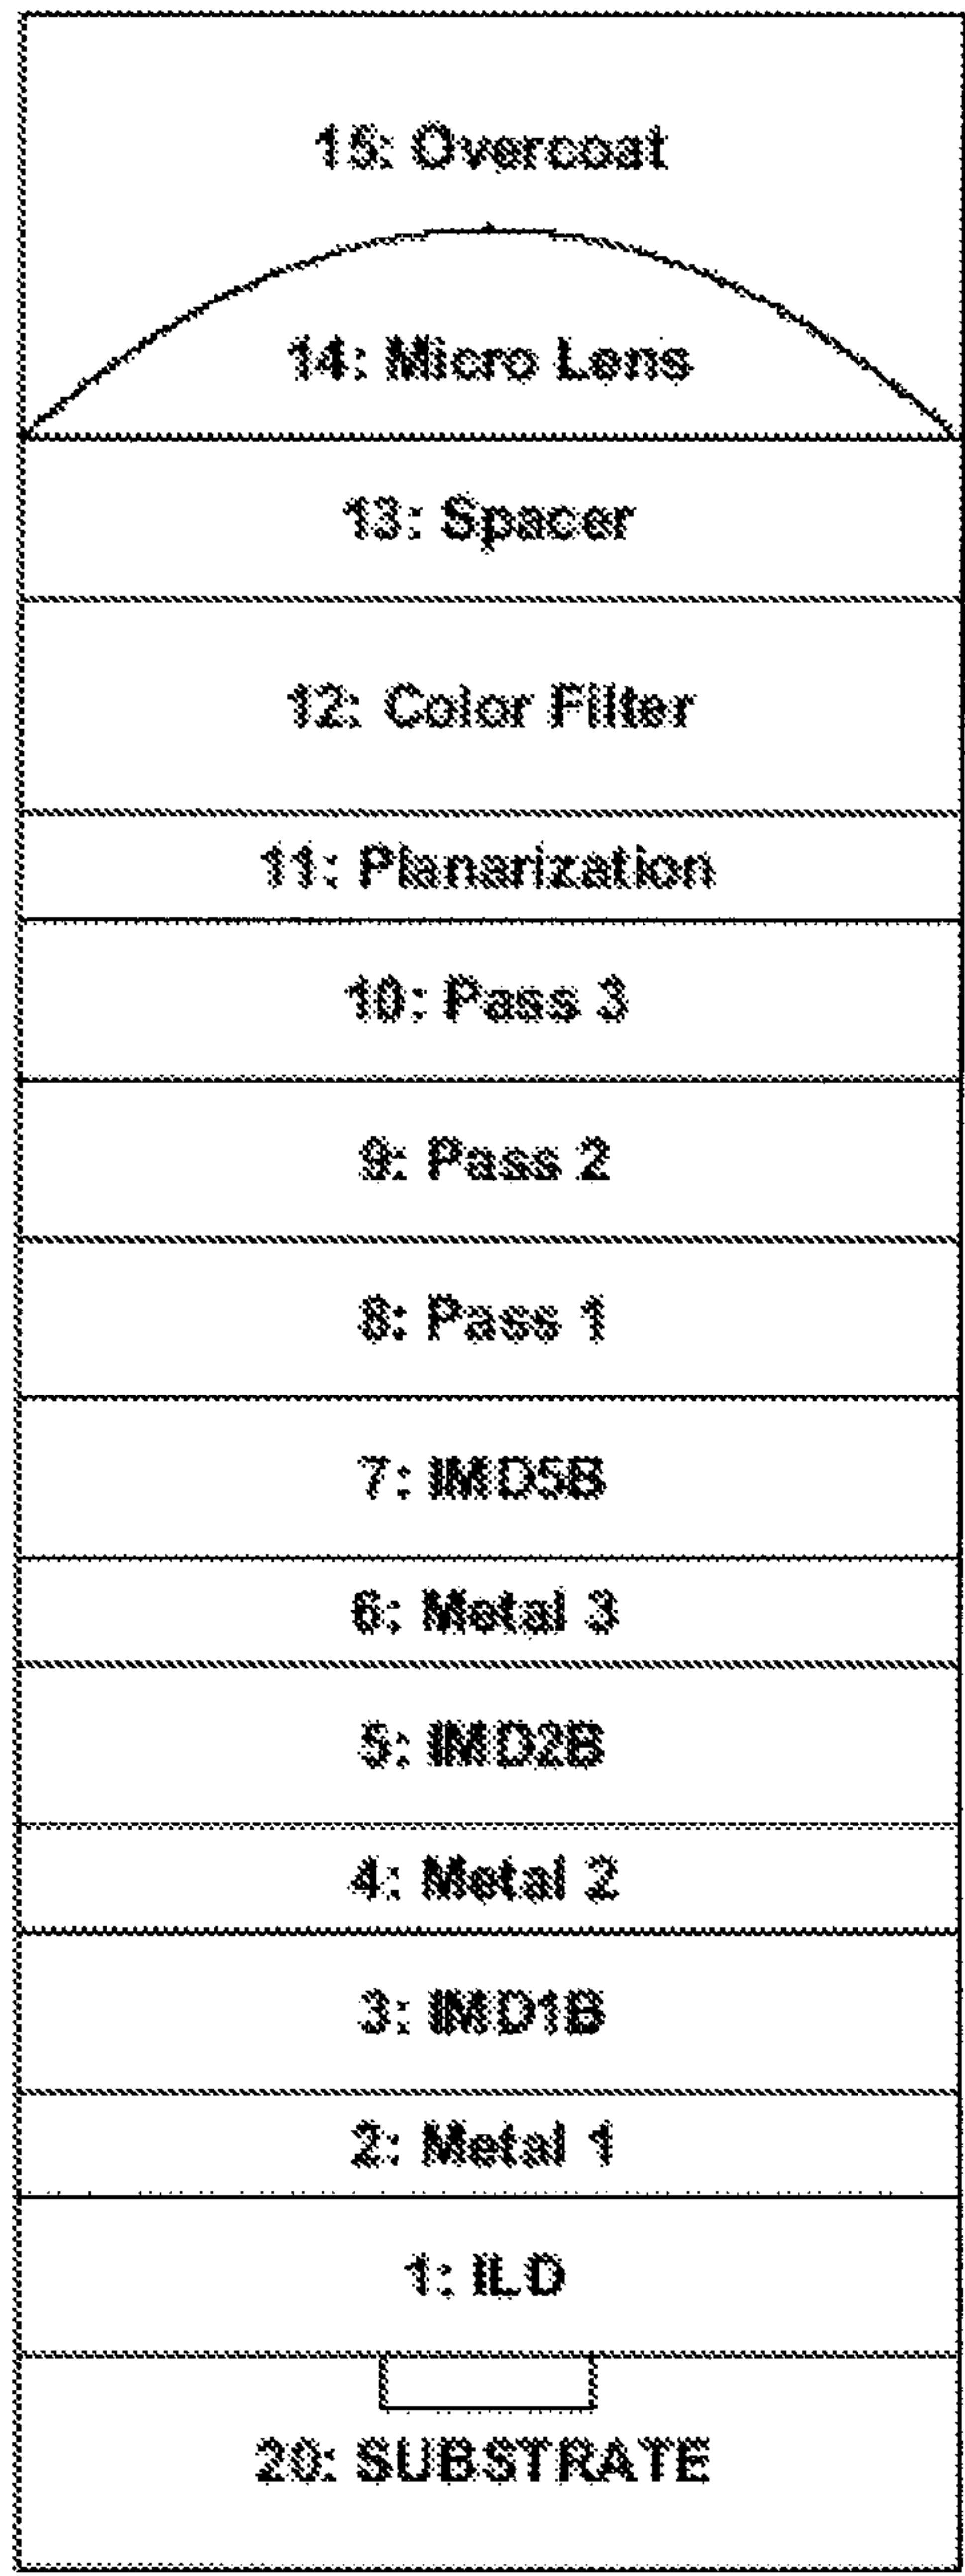 15: Overcoat
14: Micro Lens
13: Spacer
12: Color Filter
11: Planarization
10: Pass 3
9: Pass 2
8: Pass 1
7: IMD5B
6: Metal 3
5: IMD2B
4: Metal 2
3: IMD1B
2: Metal 1
1: ILD
20: SUBSTRATE